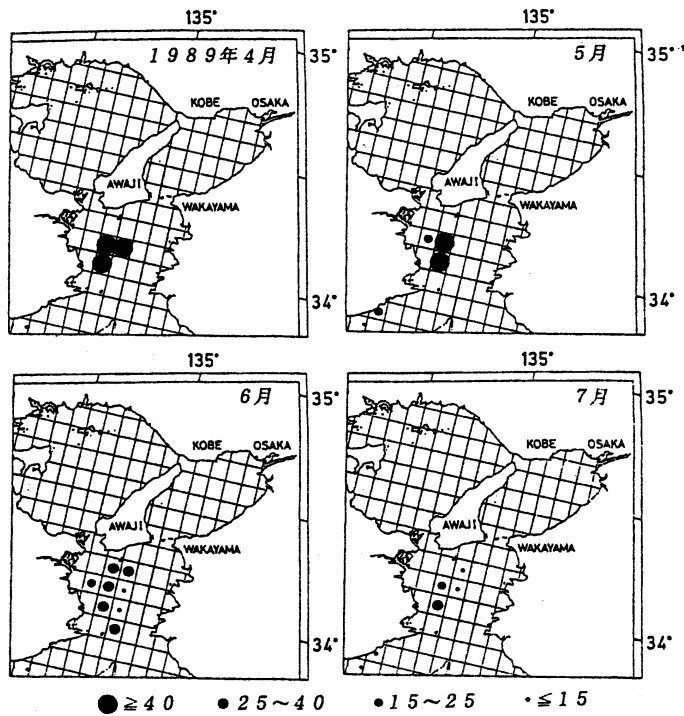 135°
135°
1989年4月
35°
KOBE
OSAKA
AWAJI
WAKAYAMA
34°
5月
35°
KOBE
OSAKA
AWAJI
WAKAYAMA
34°
135°
135°
6月
35°
KOBE
OSAKA
AWAJI
WAKAYAMA
34°
7月
35°
KOBE
OSAKA
AWAJI
WAKAYAMA
34°
≧40
25~40
15~25
≦15